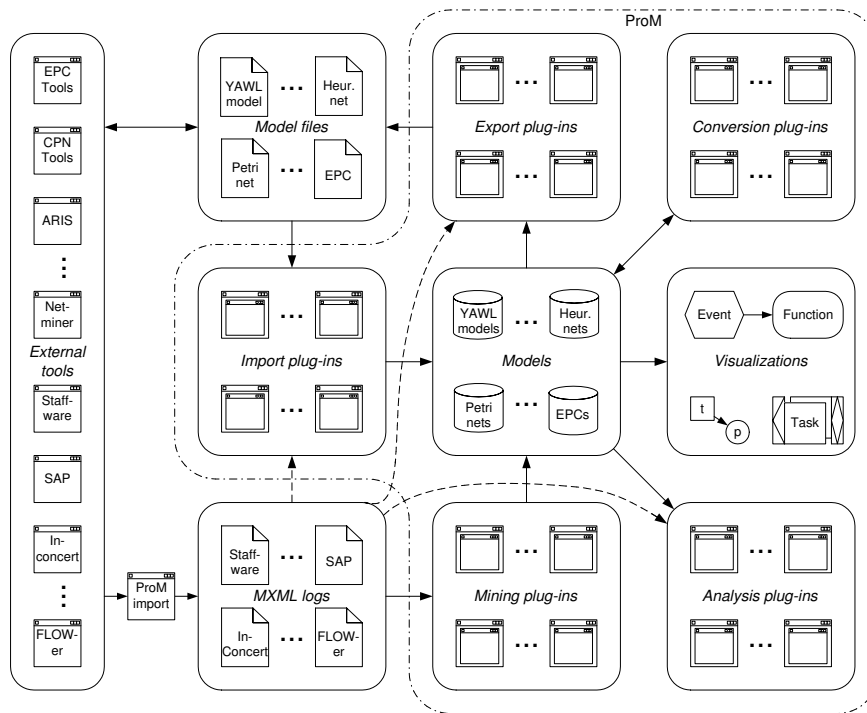 ProM
EPC
Tools
CPN
Tools
ARIS
...
Net-
miner
External
tools
Staff-
ware
SAP
In-
concert
...
FLOW-
er
ProM
import
YAWL
model
...
Heur.
net
Model files
Petri
net
...
EPC
... 
Export plug-ins
...
...
Conversion plug-ins
...
...
Import plug-ins
...
YAWL
models
...
Heur.
nets
Models
Petri
nets
...
EPCs
Event
Function
Visualizations
t
p
Task
Staff-
ware
...
SAP
MXML logs
In-
Concert
...
FLOW-
er
...
Mining plug-ins
...
...
Analysis plug-ins
...